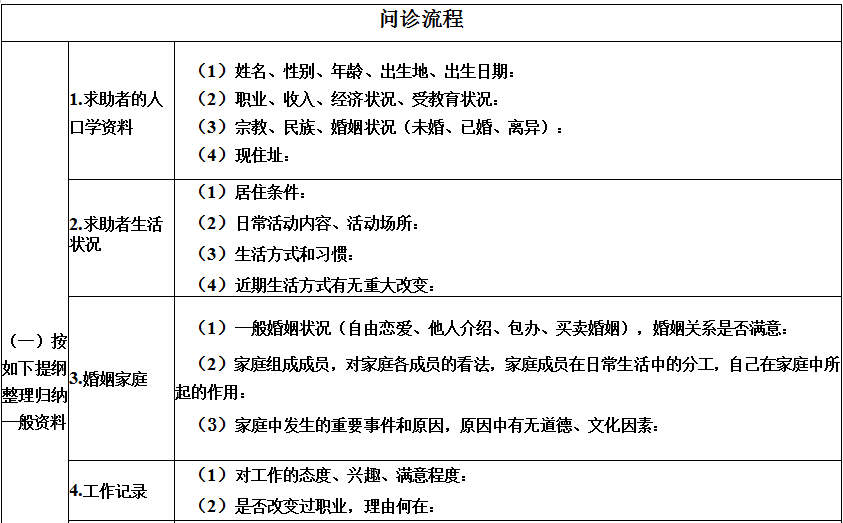 问诊流程
（一）按
如下提纲
整理归纳
一般资料
1.求助者的人
口学资料
（1）姓名、性别、年龄、出生地、出生日期：
（2）职业、收入、经济状况、受教育状况：
（3）宗教、民族、婚姻状况（未婚、已婚、离异）：
（4）现住址：
2.求助者生活
状况
（1）居住条件：
（2）日常活动内容、活动场所：
（3）生活方式和习惯：
（4）近期生活方式有无重大改变：
3.婚姻家庭
（1）一般婚姻状况（自由恋爱、他人介绍、包办、买卖婚姻），婚姻关系是否满意：
（2）家庭组成成员，对家庭各成员的看法，家庭成员在日常生活中的分工，自己在家庭中所
起的作用：
（3）家庭中发生的重要事件和原因，原因中有无道德、文化因素：
4.工作记录
（1）对工作的态度、兴趣、满意程度：
（2）是否改变过职业，理由何在：